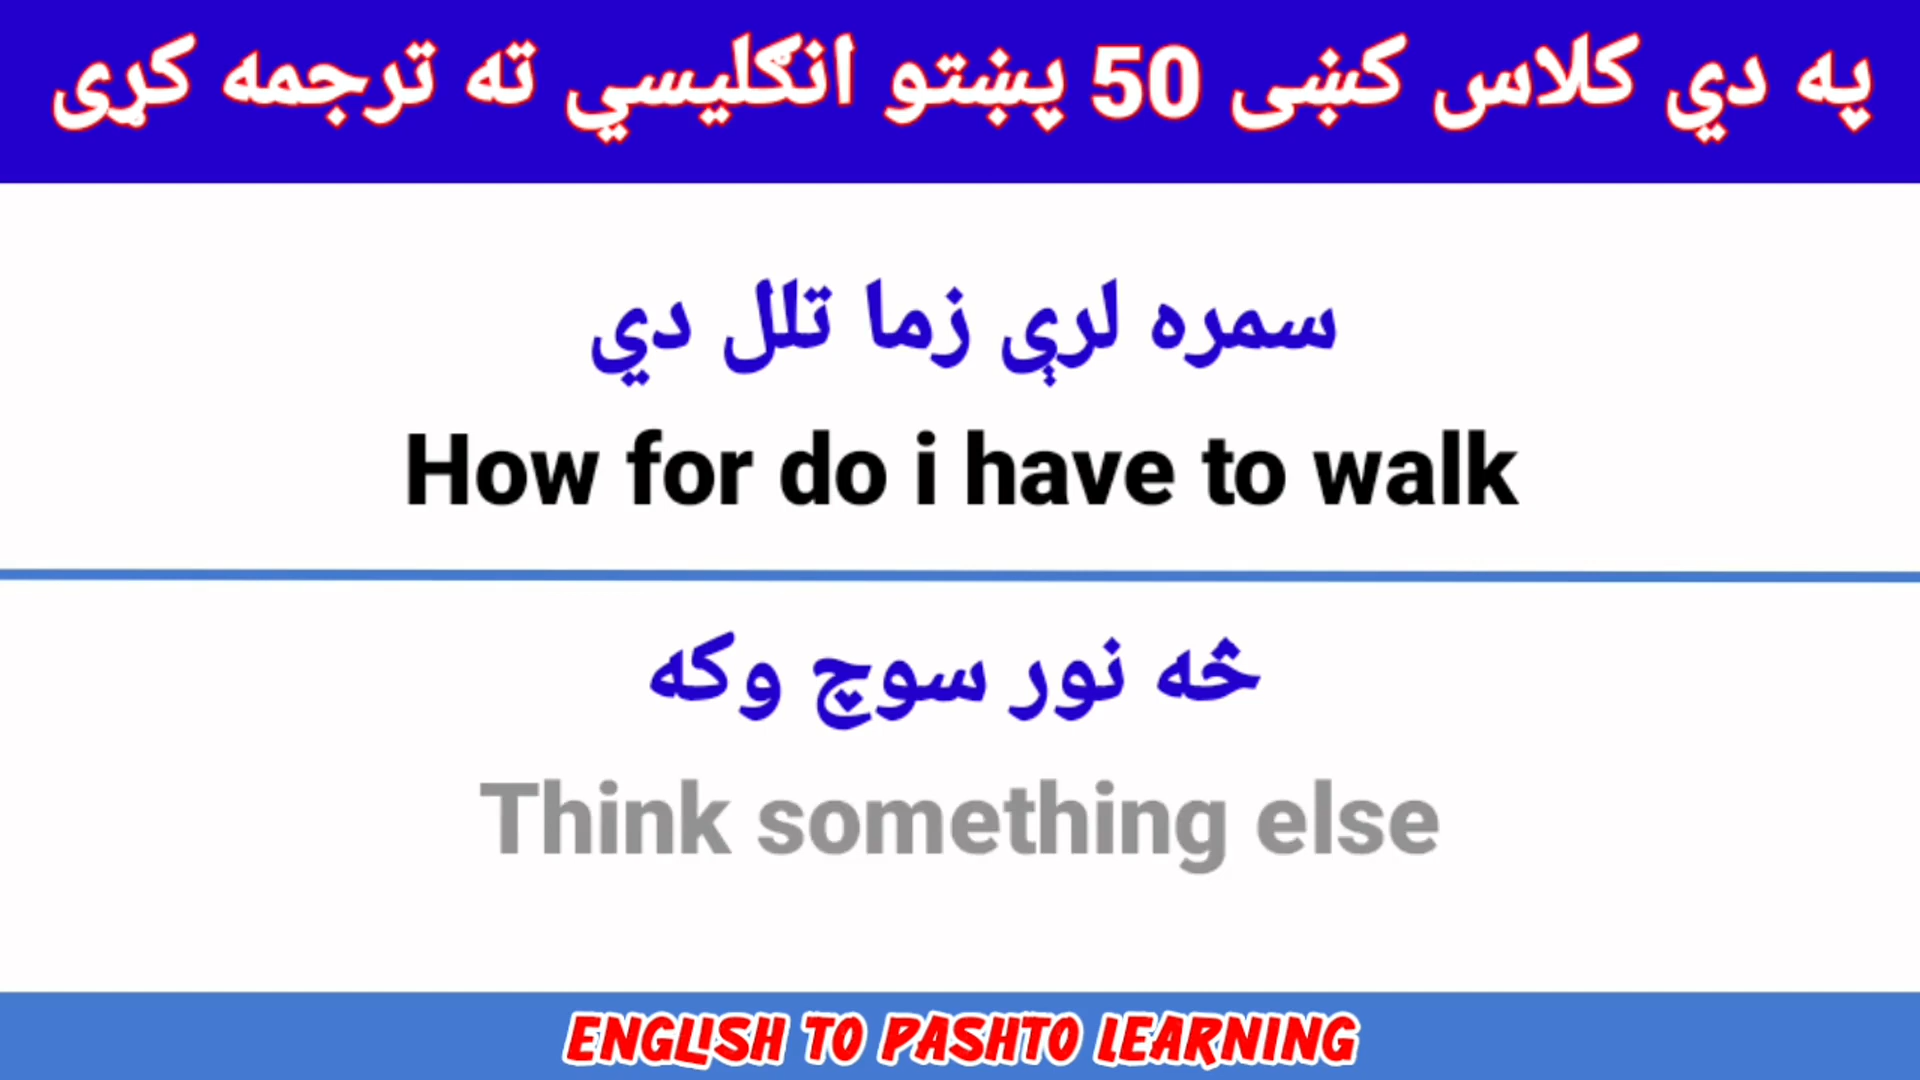 په دي کلاس کښی 50 پښتو انګلیسي ته ترجمه کړی
سمره لرې زما تلل دي
How for do i have to walk
څه نور سوچ وکه
Think something else
ENGLISH TO PASHTO LEARNING